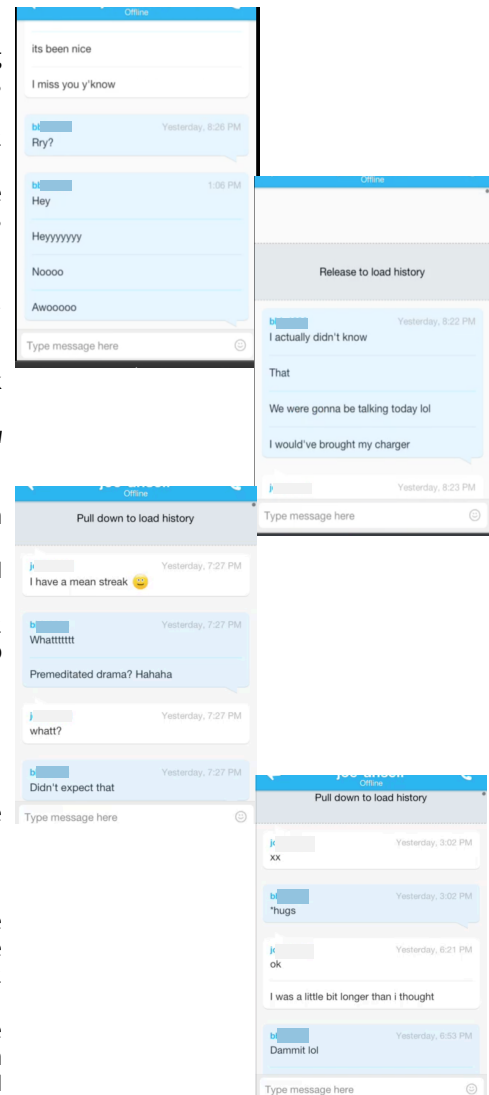 Offline
its been nice
I miss you y'know
bl
Yesterday, 8:26 PM
Rry?
bl
1:06 PM
Hey
Heyyyyyyy
Noooo
Awooooo
Type message here
Offline
Release to load history
Yesterday, 8:22 PM
I actually didn't know
That
We were gonna be talking today lol
I would've brought my charger
Yesterday, 8:23 PM
Type message here
Offline
Pull down to load history
Yesterday, 7:27 PM
I have a mean streak 😄
b
Yesterday, 7:27 PM
Whattttttt
Premeditated drama? Hahaha
Yesterday, 7:27 PM
whatt?
b
Yesterday, 7:27 PM
Didn't expect that
Type message here
Offline
Pull down to load history
Yesterday, 3:02 PM
xx
Yesterday, 3:02 PM
*hugs
Yesterday, 6:21 PM
ok
I was a little bit longer than i thought
Yesterday, 6:53 PM
Dammit lol
Type message here